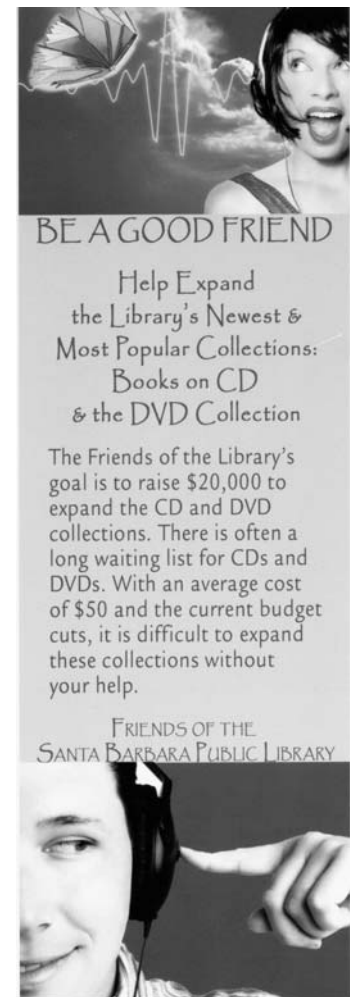 BE A GOOD FRIEND
Help Expand
the Library's Newest &
Most Popular Collections:
Books on CD
& the DVD Collection
The Friends of the Library's
goal is to raise $20,000 to
expand the CD and DVD
collections. There is often a
long waiting list for CDs and
DVDs. With an average cost
of $50 and the current budget
cuts, it is difficult to expand
these collections without
your help.
FRIENDS OF THE
SANTA BARBARA PUBLIC LIBRARY